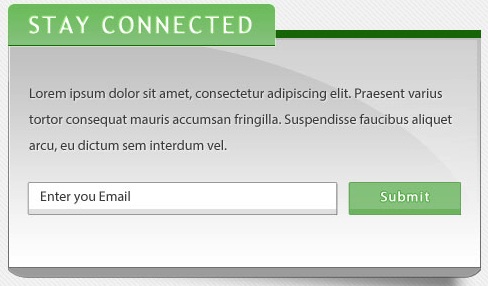 STAY CONNECTED
Lorem ipsum dolor sit amet, consectetur adipiscing elit. Praesent varius
tortor consequat mauris accumsan fringilla. Suspendisse faucibus aliquet
arcu, eu dictum sem interdum vel.
Enter you Email
Submit